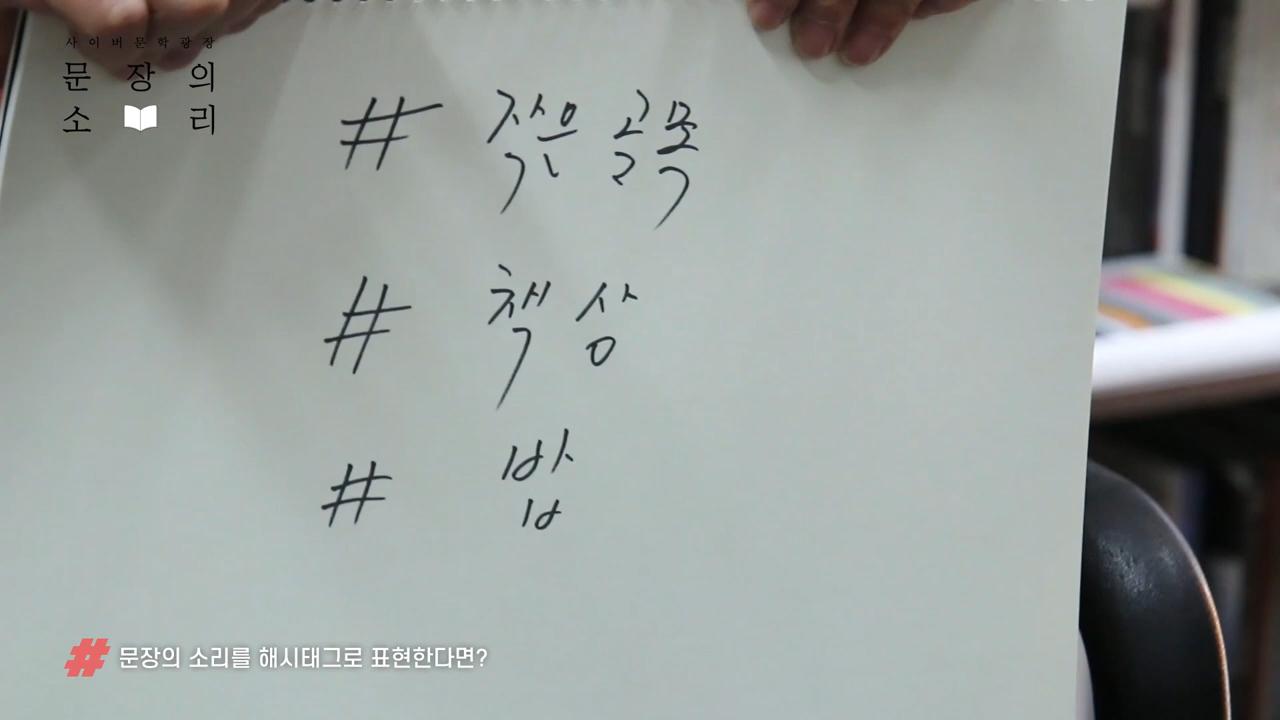 사이버문학광장
문장의
소리
# 작은 골목
# 책상
# 밥
# 문장의 소리를 해시태그로 표현한다면?